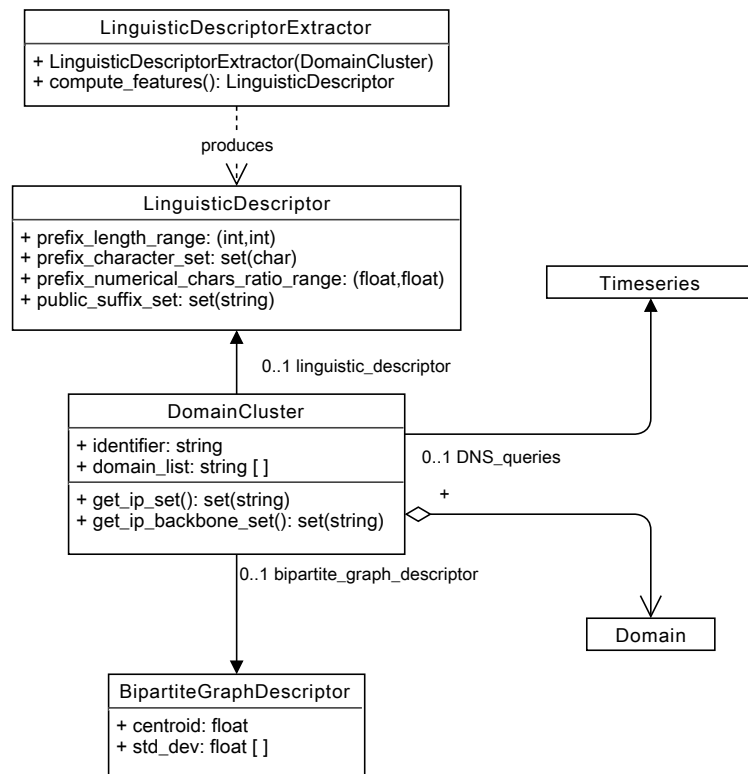 LinguisticDescriptorExtractor
+ LinguisticDescriptorExtractor(DomainCluster)
+ compute_features(): LinguisticDescriptor
produces
LinguisticDescriptor
+ prefix_length_range: (int,int)
+ prefix_character_set: set(char)
+ prefix_numerical_chars_ratio_range: (float,float)
+ public_suffix_set: set(string)
Timeseries
0..1 linguistic_descriptor
DomainCluster
+ identifier: string
+ domain_list: string [ ]
0..1 DNS_queries
+ get_ip_set(): set(string)
+ get_ip_backbone_set(): set(string)
+
0..1 bipartite_graph_descriptor
Domain
BipartiteGraphDescriptor
+ centroid: float
+ std_dev: float [ ]